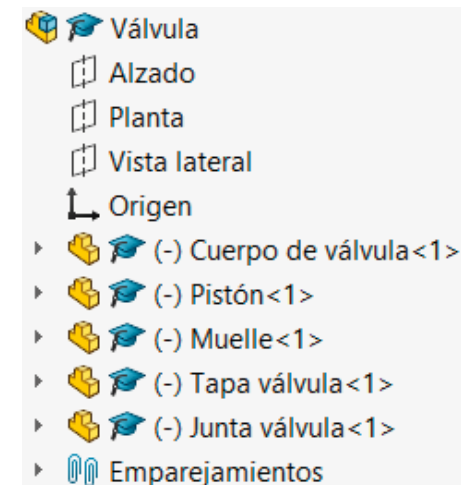 Válvula
Alzado
Planta
Vista lateral
Origen
(-) Cuerpo de válvula<1>
(-) Pistón<1>
(-) Muelle<1>
(-) Tapa válvula<1>
(-) Junta válvula<1>
Emparejamientos